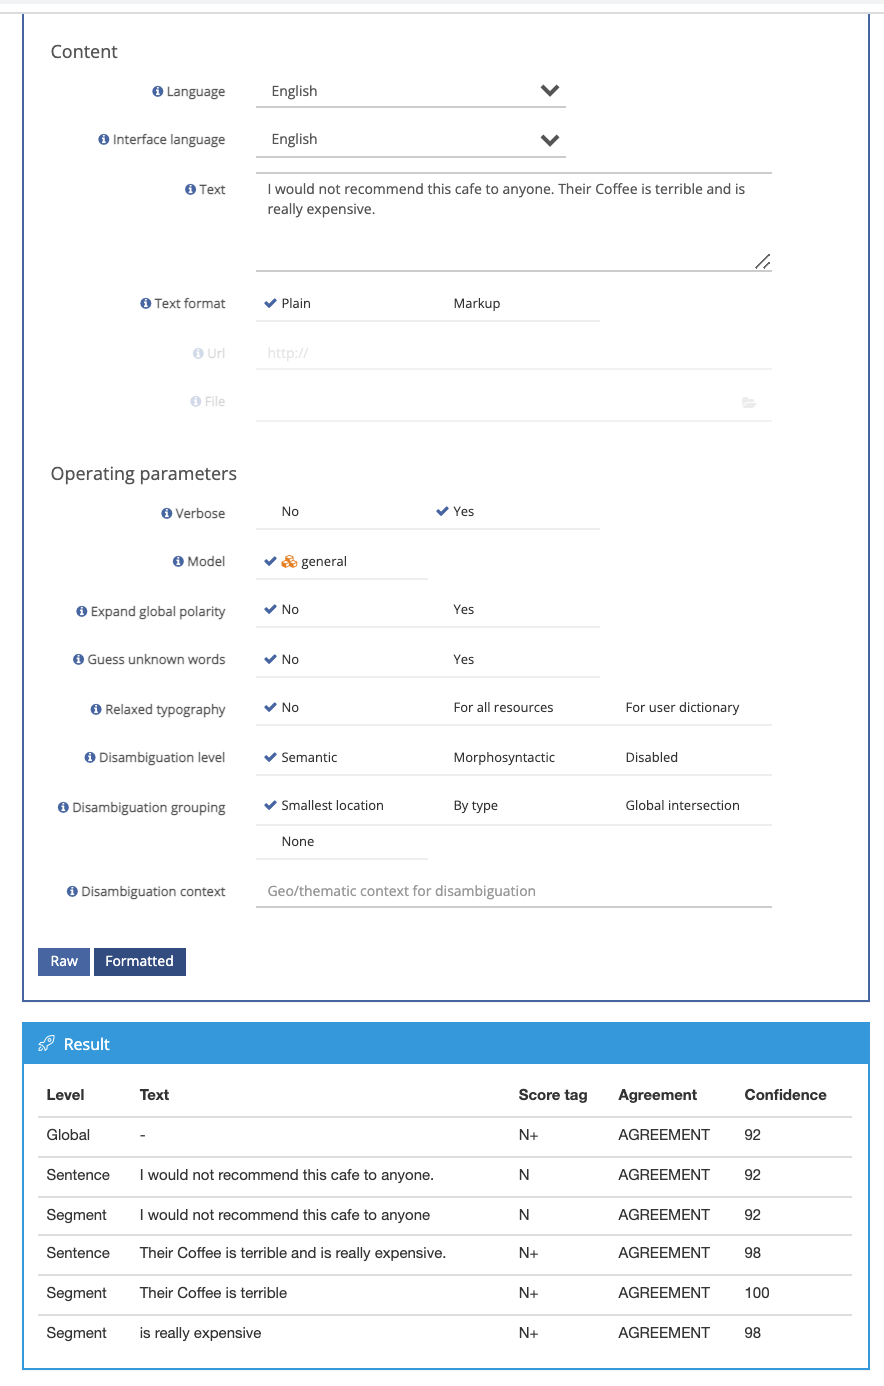 Content
Language English
Interface language English
Text I would not recommend this cafe to anyone. Their Coffee is terrible and is
really expensive.
Text format Plain Markup
Url http://
File
Operating parameters
Verbose No Yes
Model general
Expand global polarity No Yes
Guess unknown words No Yes
Relaxed typography No For all resources For user dictionary
Disambiguation level Semantic Morphosyntactic Disabled
Disambiguation grouping Smallest location By type Global intersection
None
Disambiguation context Geo/thematic context for disambiguation
Raw Formatted
Result
Level Text Score tag Agreement Confidence
Global - N+ AGREEMENT 92
Sentence I would not recommend this cafe to anyone. N AGREEMENT 92
Segment I would not recommend this cafe to anyone N AGREEMENT 92
Sentence Their Coffee is terrible and is really expensive. N+ AGREEMENT 98
Segment Their Coffee is terrible N+ AGREEMENT 100
Segment is really expensive N+ AGREEMENT 98